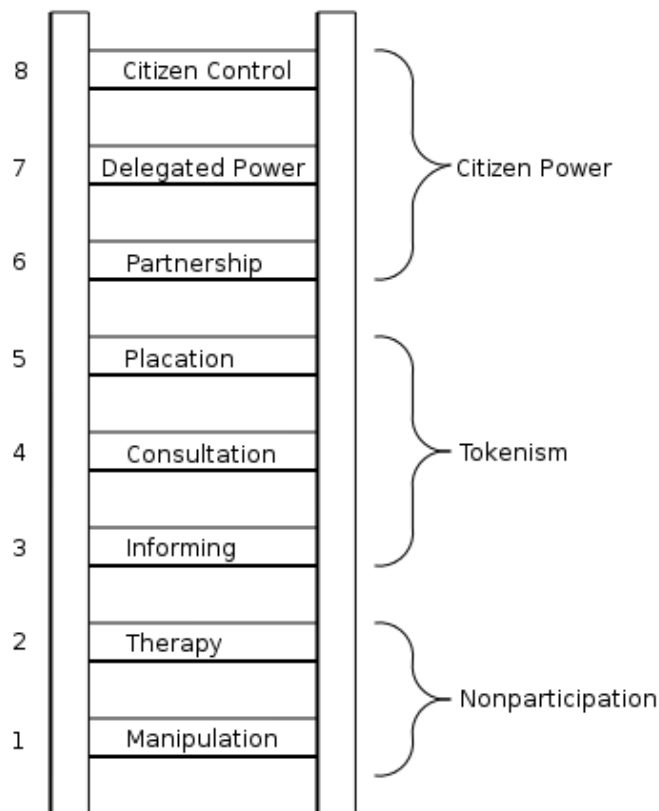 8 Citizen Control
7 Delegated Power Citizen Power
6 Partnership
5 Placation
4 Consultation Tokenism
3 Informing
2 Therapy
Nonparticipation
1 Manipulation